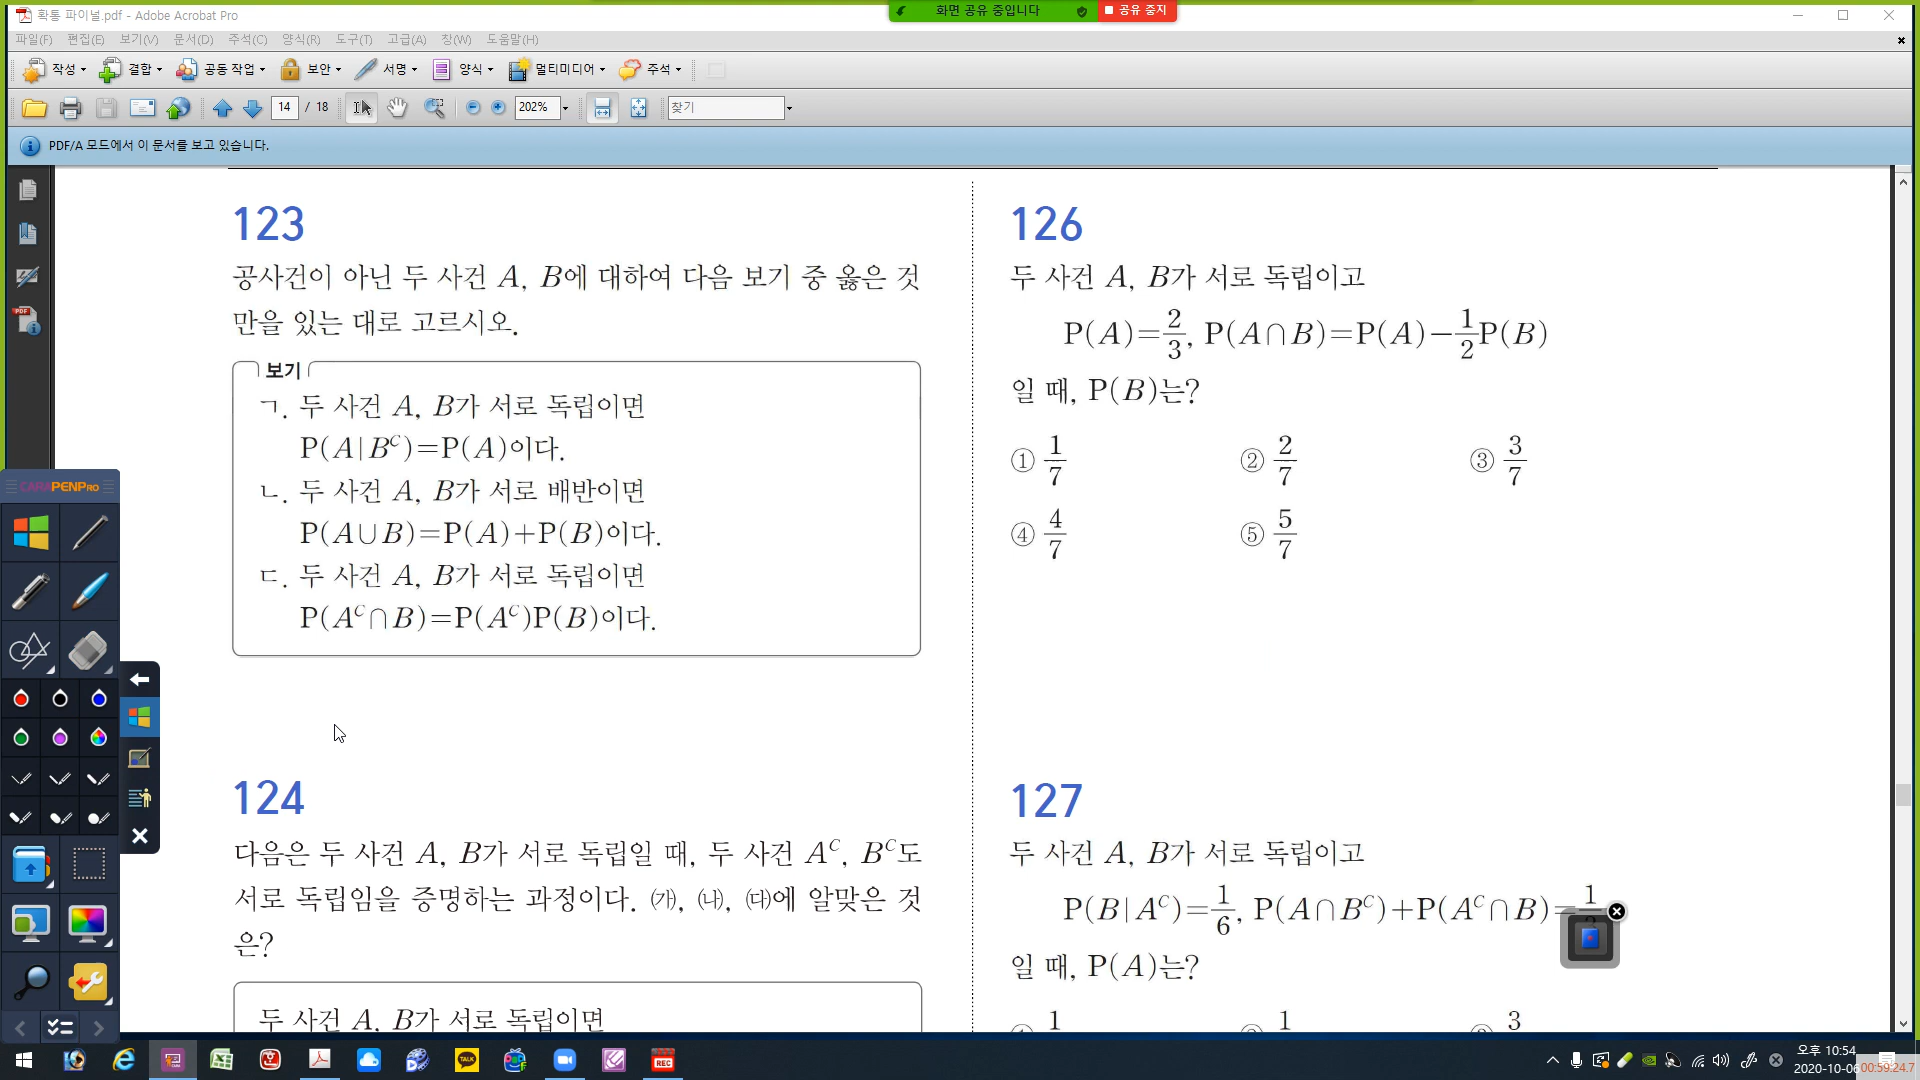 확통 파이널.pdf - Adobe Acrobat Pro
화면 공유 중입니다
공유 중지
파일(F) 편집(E) 보기(V) 문서(D) 주석(C) 양식(R) 도구(T) 고급(A) 창(W) 도움말(H)
작성 결합 공동 작업 보안 서명 양식 멀티미디어 주석
14 / 18 202% 찾기
PDF/A 모드에서 이 문서를 보고 있습니다.
123
공사건이 아닌 두 사건 A, B에 대하여 다음 보기 중 옳은 것
만을 있는 대로 고르시오.
보기
ㄱ. 두 사건 A, B가 서로 독립이면
P(A|B^C)=P(A)이다.
ㄴ. 두 사건 A, B가 서로 배반이면
P(A∪B)=P(A)+P(B)이다.
ㄷ. 두 사건 A, B가 서로 독립이면
P(A^C∩B)=P(A^C)P(B)이다.
124
다음은 두 사건 A, B가 서로 독립일 때, 두 사건 A^C, B^C도
서로 독립임을 증명하는 과정이다. ㈎, ㈏, ㈐에 알맞은 것
은?
두 사건 A, B가 서로 독립이면
126
두 사건 A, B가 서로 독립이고
P(A)=2/3, P(A∩B)=P(A)-1/2P(B)
일 때, P(B)는?
① 1/7 ② 2/7 ③ 3/7
④ 4/7 ⑤ 5/7
127
두 사건 A, B가 서로 독립이고
P(B|A^C)=1/6, P(A∩B^C)+P(A^C∩B)=1
일 때, P(A)는?
1 1 3
CARAPENPRO
PDF
TALK
REC
오후 10:54
2020-10-06
00:59:24.7